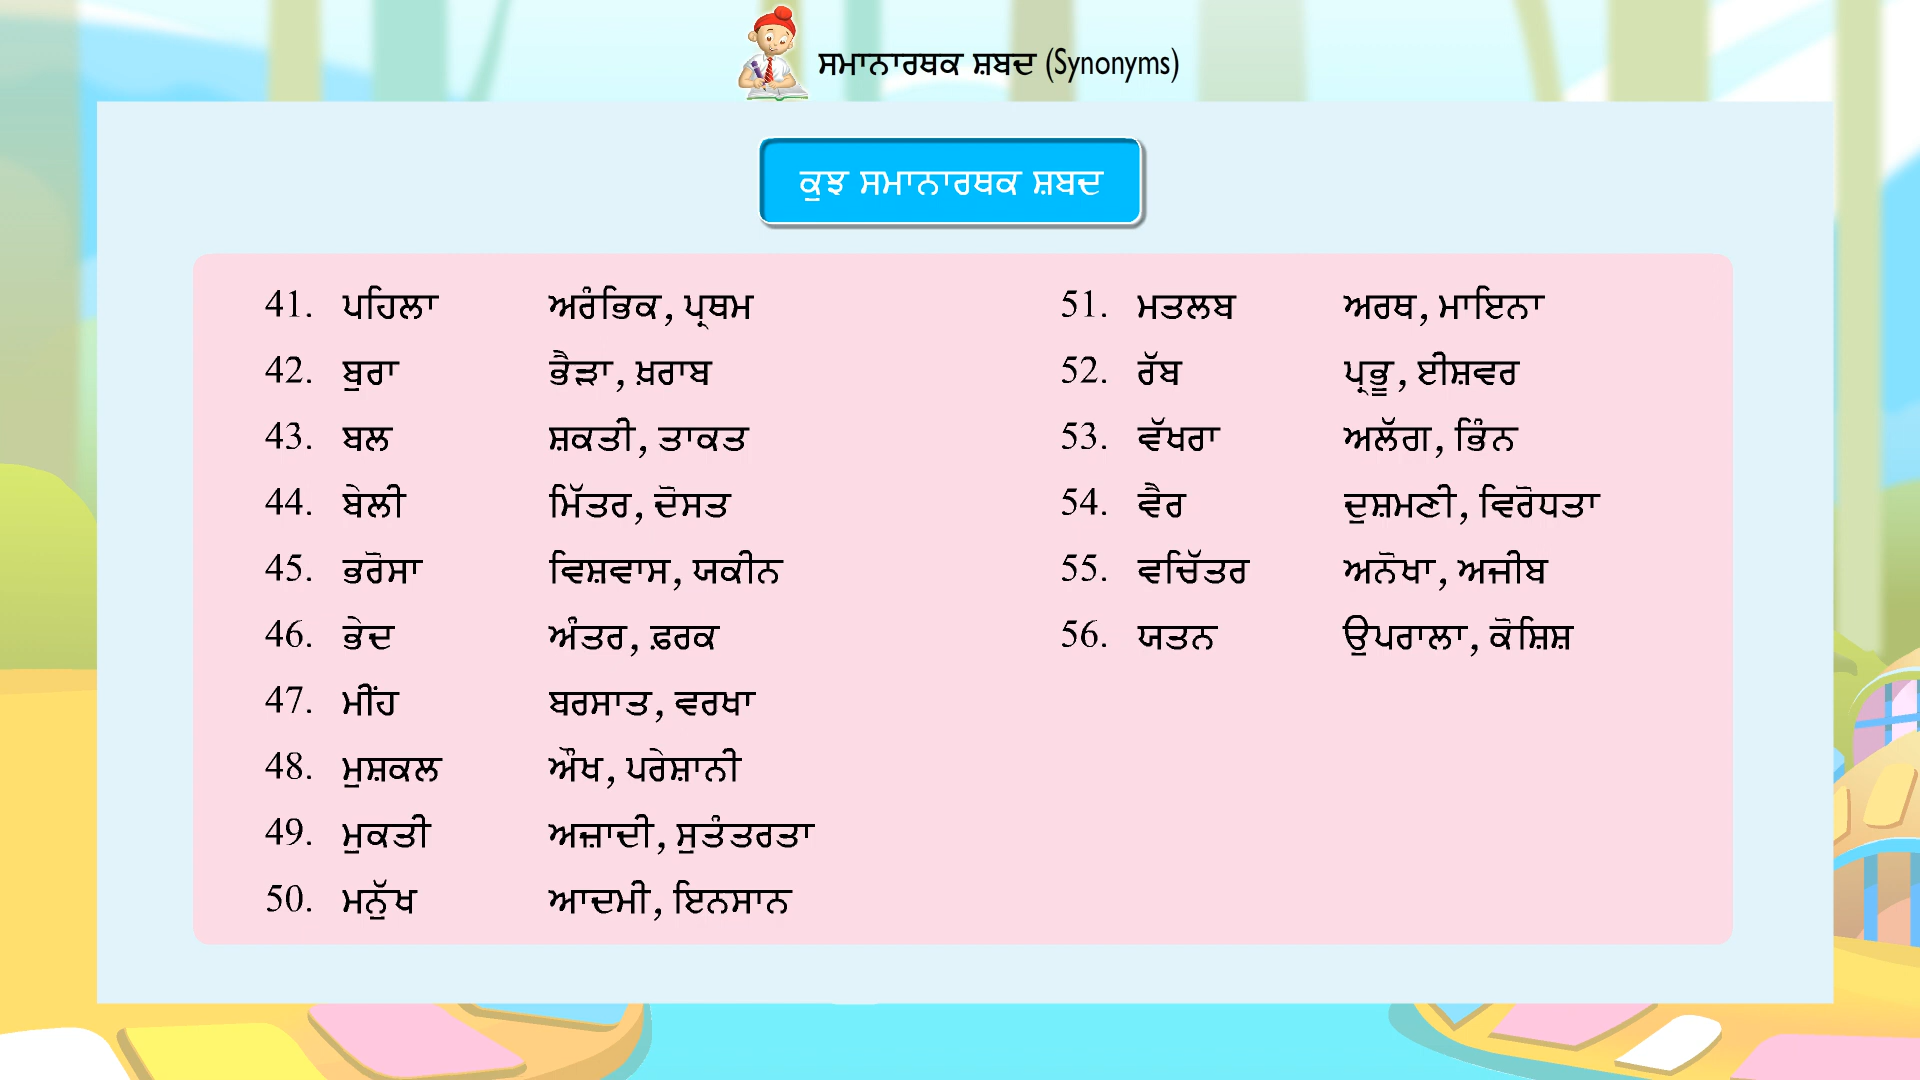 ਸਮਾਨਾਰਥਕ ਸ਼ਬਦ (Synonyms)
ਕੁਝ ਸਮਾਨਾਰਥਕ ਸ਼ਬਦ
41. ਪਹਿਲਾ ਅਰੰਭਿਕ, ਪ੍ਰਥਮ
42. ਬੁਰਾ ਭੈੜਾ, ਖ਼ਰਾਬ
43. ਬਲ ਸ਼ਕਤੀ, ਤਾਕਤ
44. ਬੇਲੀ ਮਿੱਤਰ, ਦੋਸਤ
45. ਭਰੋਸਾ ਵਿਸ਼ਵਾਸ, ਯਕੀਨ
46. ਭੇਦ ਅੰਤਰ, ਫ਼ਰਕ
47. ਮੀਂਹ ਬਰਸਾਤ, ਵਰਖਾ
48. ਮੁਸ਼ਕਲ ਔਖ, ਪਰੇਸ਼ਾਨੀ
49. ਮੁਕਤੀ ਅਜ਼ਾਦੀ, ਸੁਤੰਤਰਤਾ
50. ਮਨੁੱਖ ਆਦਮੀ, ਇਨਸਾਨ
51. ਮਤਲਬ ਅਰਥ, ਮਾਇਨਾ
52. ਰੱਬ ਪ੍ਰਭੂ, ਈਸ਼ਵਰ
53. ਵੱਖਰਾ ਅਲੱਗ, ਭਿੰਨ
54. ਵੈਰ ਦੁਸ਼ਮਣੀ, ਵਿਰੋਧਤਾ
55. ਵਚਿੱਤਰ ਅਨੋਖਾ, ਅਜੀਬ
56. ਯਤਨ ਉਪਰਾਲਾ, ਕੋਸ਼ਿਸ਼